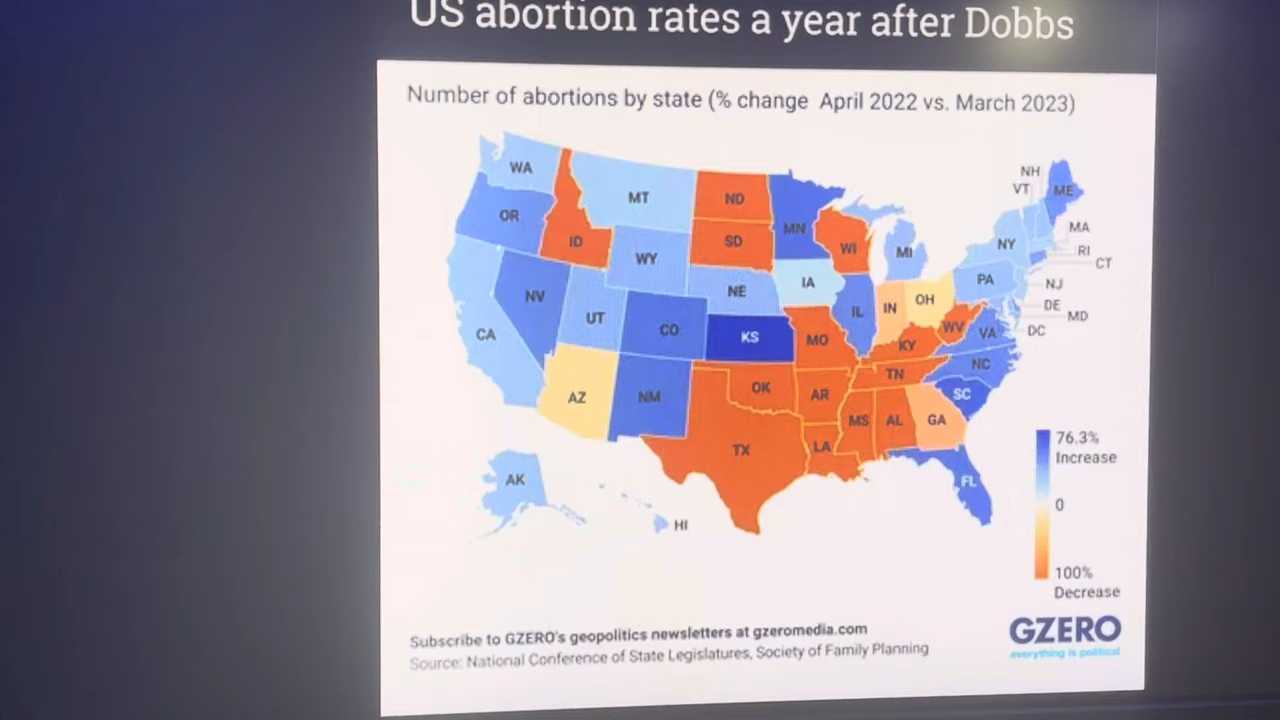 US abortion rates a year after Dobbs
Number of abortions by state (% change April 2022 vs. March 2023)
WA
MT
ND
MN
OR
ID
SD
WI
WY
MI
NH
VT
ME
MA
NY
RI
CT
IA
NE
PA
NJ
NV
UT
CO
KS
IL
IN
OH
DE
MD
DC
CA
MO
KY
WV
VA
AZ
NM
OK
AR
TN
NC
SC
TX
LA
MS
AL
GA
FL
AK
HI
76.3%
Increase
0
100%
Decrease
Subscribe to GZERO's geopolitics newsletters at gzeromedia.com
Source: National Conference of State Legislatures, Society of Family Planning
GZERO
everything is political